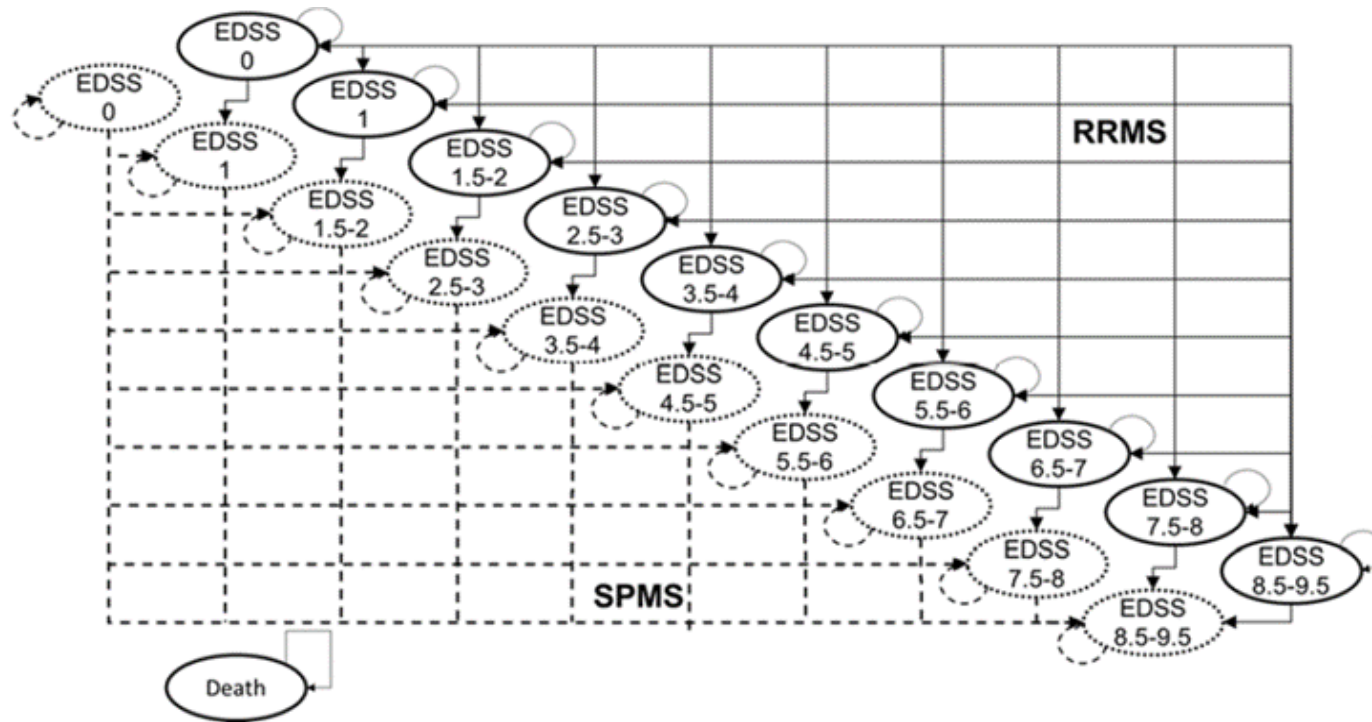 EDSS
0
EDSS
0
EDSS
1
EDSS
1
EDSS
1.5-2
EDSS
1.5-2
EDSS
2.5-3
EDSS
2.5-3
EDSS
3.5-4
EDSS
3.5-4
EDSS
4.5-5
EDSS
4.5-5
EDSS
5.5-6
EDSS
5.5-6
EDSS
6.5-7
EDSS
6.5-7
EDSS
7.5-8
EDSS
7.5-8
EDSS
8.5-9.5
EDSS
8.5-9.5
RRMS
SPMS
Death